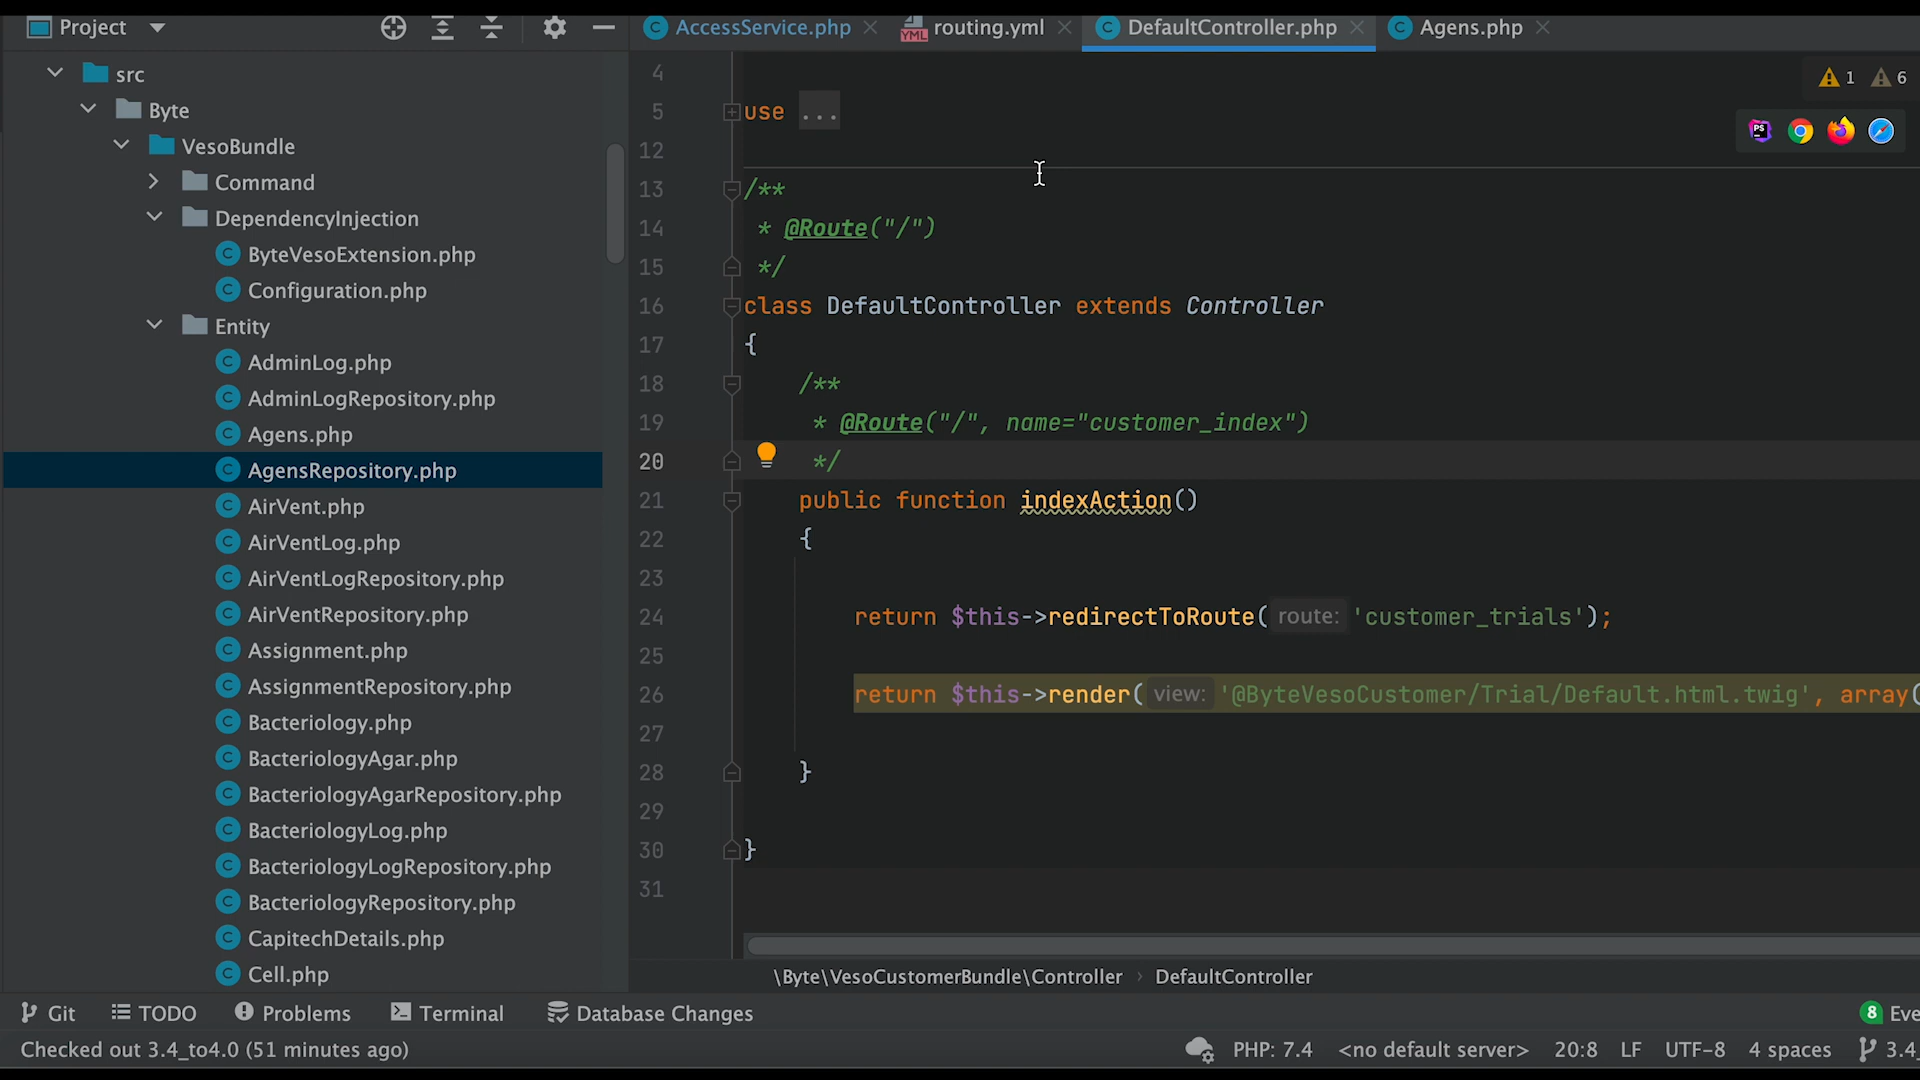 Project
AccessService.php
routing.yml
DefaultController.php
Agens.php
src
Byte
VesoBundle
Command
DependencyInjection
ByteVesoExtension.php
Configuration.php
Entity
AdminLog.php
AdminLogRepository.php
Agens.php
AgensRepository.php
AirVent.php
AirVentLog.php
AirVentLogRepository.php
AirVentRepository.php
Assignment.php
AssignmentRepository.php
Bacteriology.php
BacteriologyAgar.php
BacteriologyAgarRepository.php
BacteriologyLog.php
BacteriologyLogRepository.php
BacteriologyRepository.php
CapitechDetails.php
Cell.php
1 6
4
5 use ...
12
13 /**
14 * @Route("/")
15 */
16 class DefaultController extends Controller
17 {
18 /**
19 * @Route("/", name="customer_index")
20 */
21 public function indexAction()
22 {
23
24 return $this->redirectToRoute( route: 'customer_trials');
25
26 return $this->render( view: '@ByteVesoCustomer/Trial/Default.html.twig', array(
27
28 }
29
30 }
31
\Byte\VesoCustomerBundle\Controller › DefaultController
Git TODO Problems Terminal Database Changes 8 Eve
Checked out 3.4_to4.0 (51 minutes ago) PHP: 7.4 <no default server> 20:8 LF UTF-8 4 spaces 3.4_